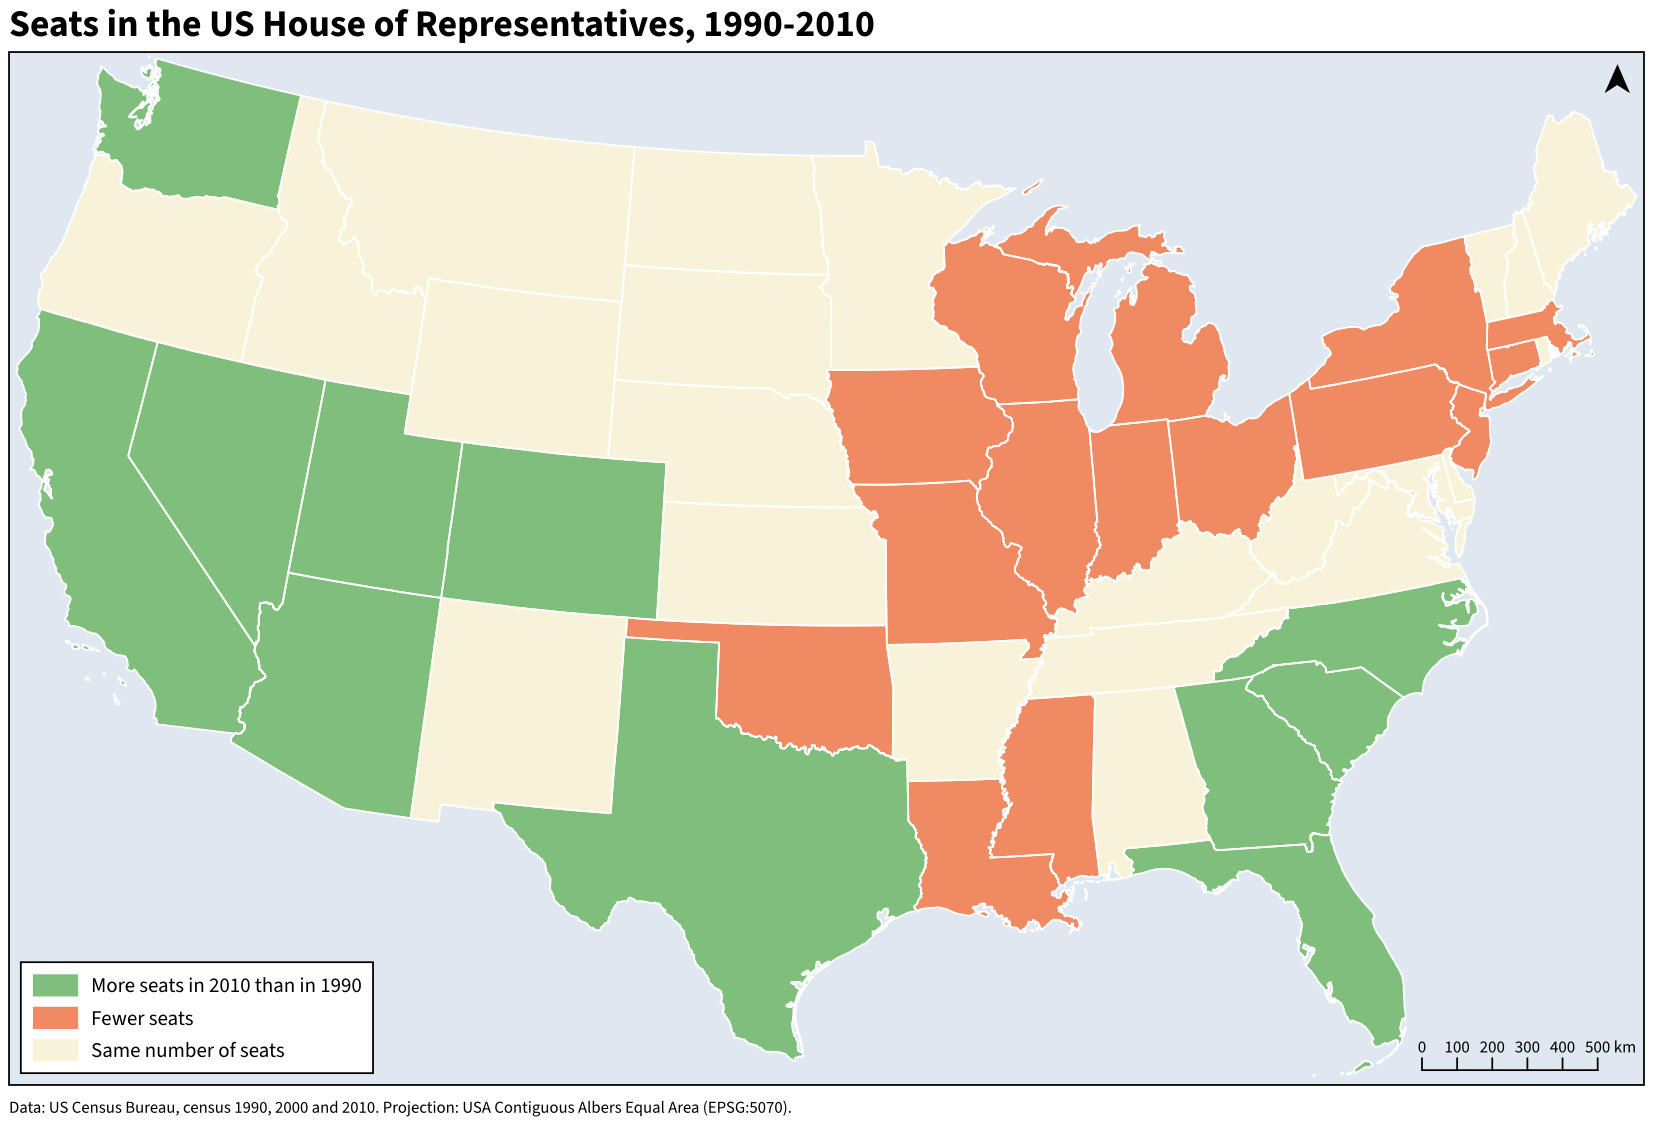 Seats in the US House of Representatives, 1990-2010
More seats in 2010 than in 1990
Fewer seats
Same number of seats
0 100 200 300 400 500 km
Data: US Census Bureau, census 1990, 2000 and 2010. Projection: USA Contiguous Albers Equal Area (EPSG:5070).